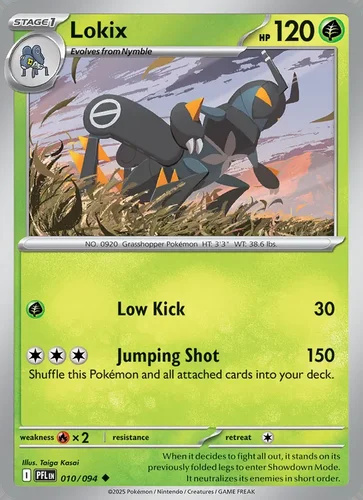 STAGE1 Lokix HP 120
Evolves from Nymble
NO. 0920 Grasshopper Pokémon HT: 3'3" WT: 38.6 lbs.
Low Kick 30
Jumping Shot 150
Shuffle this Pokémon and all attached cards into your deck.
weakness ×2 resistance retreat
Illus. Taiga Kasai
When it decides to fight all out, it stands on its
I PFL EN 010/094 ◆ previously folded legs to enter Showdown Mode.
It neutralizes its enemies in short order.
©2025 Pokémon / Nintendo / Creatures / GAME FREAK